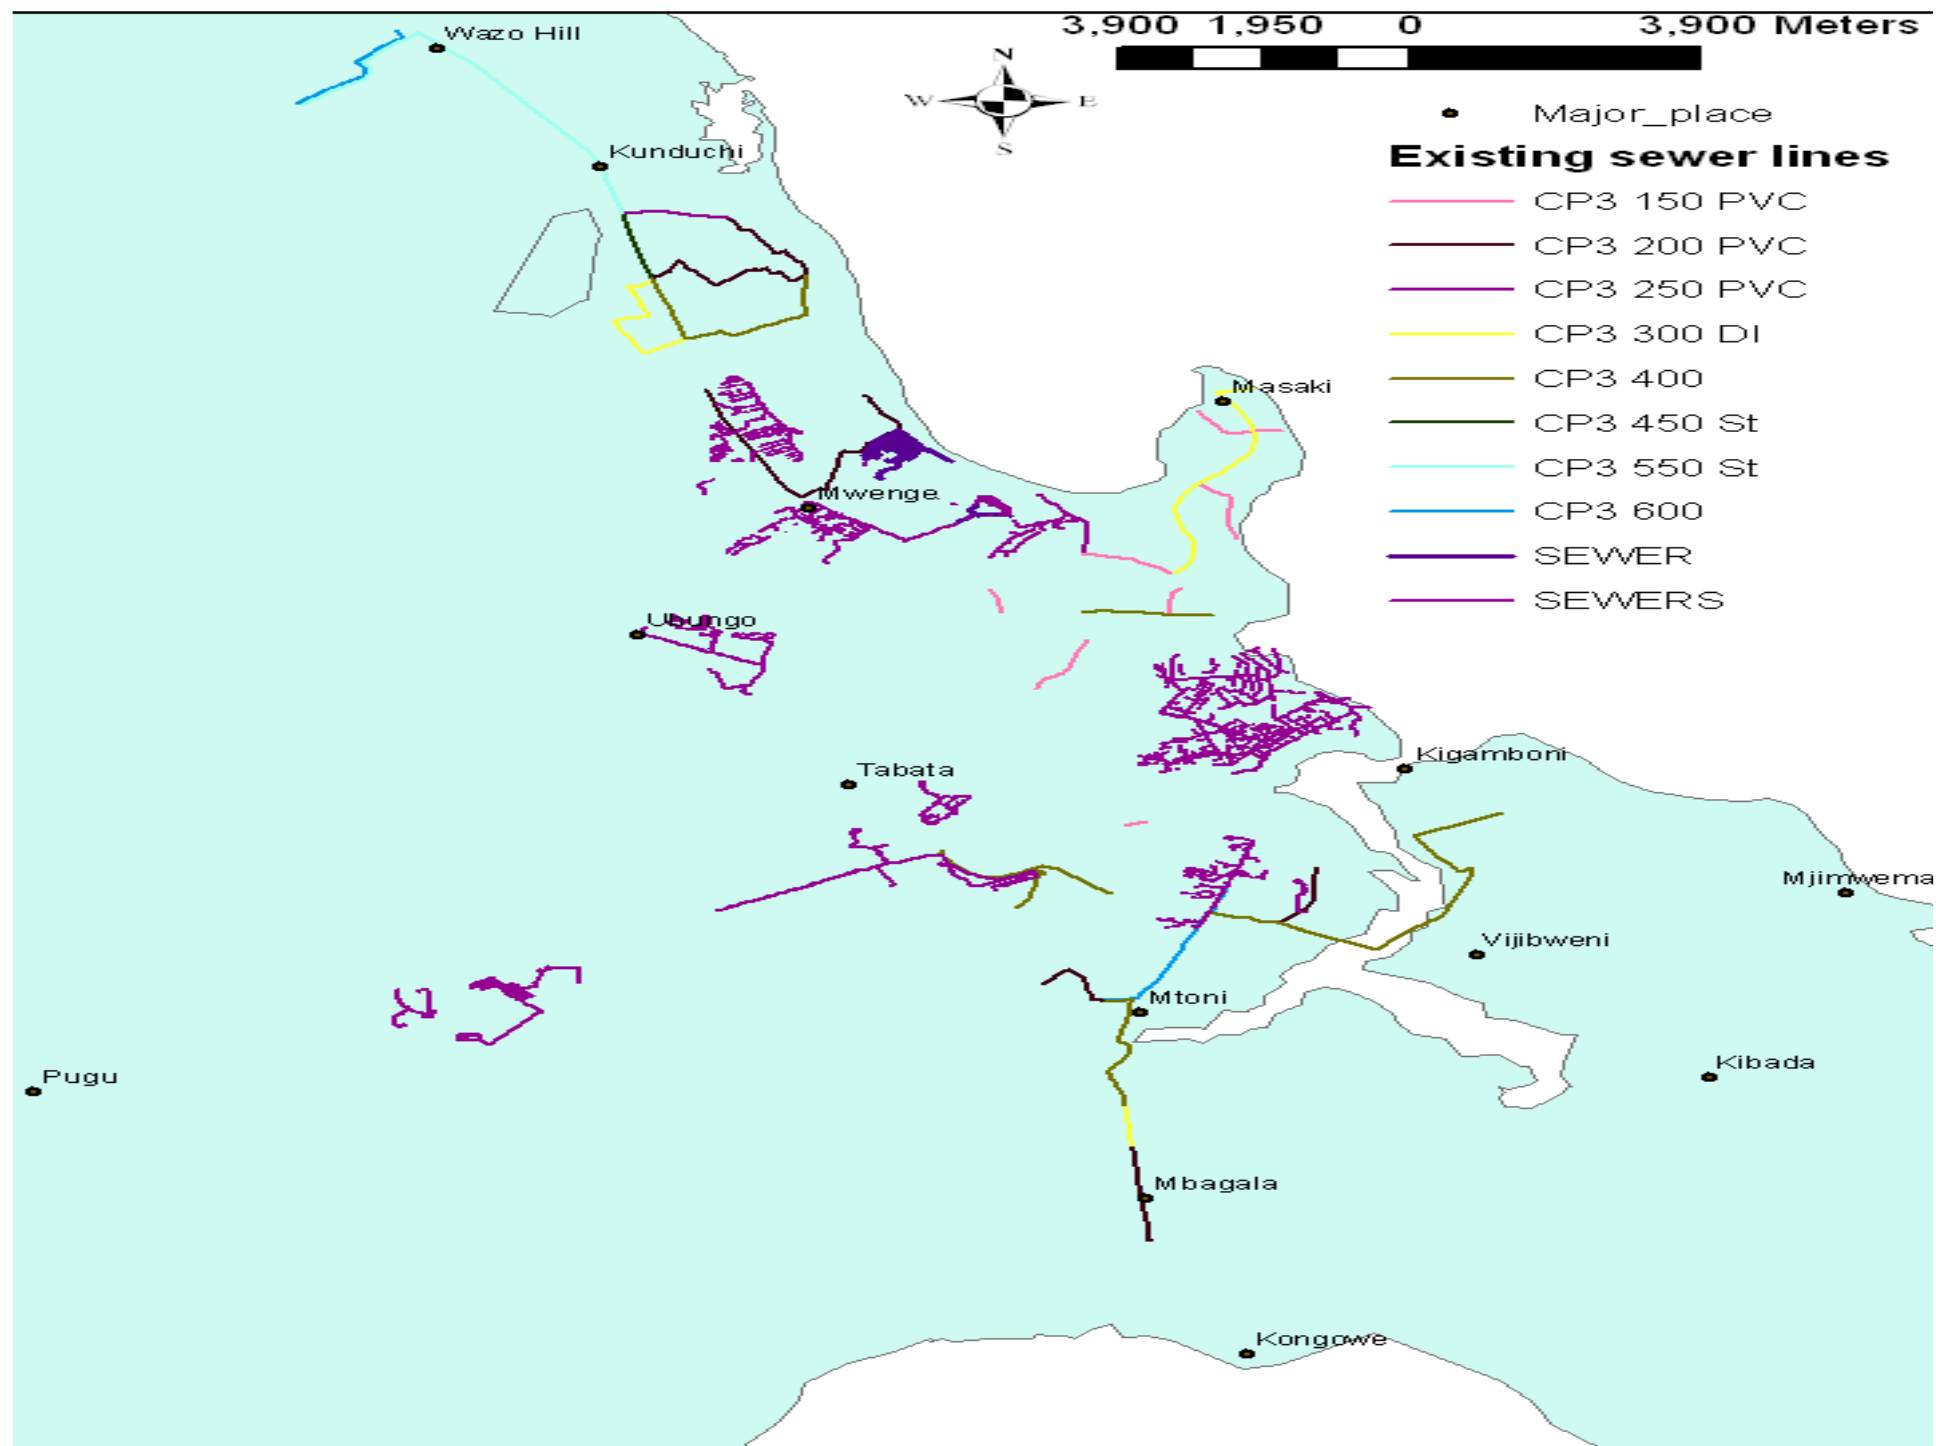 3,900 1,950 0 3,900 Meters
N
W E
S
Major_place
Existing sewer lines
CP3 150 PVC
CP3 200 PVC
CP3 250 PVC
CP3 300 DI
CP3 400
CP3 450 St
CP3 550 St
CP3 600
SEWER
SEWERS
Wazo Hill
Kunduchi
Masaki
Mwenge
Ubungo
Kigamboni
Tabata
Mjimwema
Vijibweni
Mtoni
Kibada
Pugu
Mbagala
Kongowe